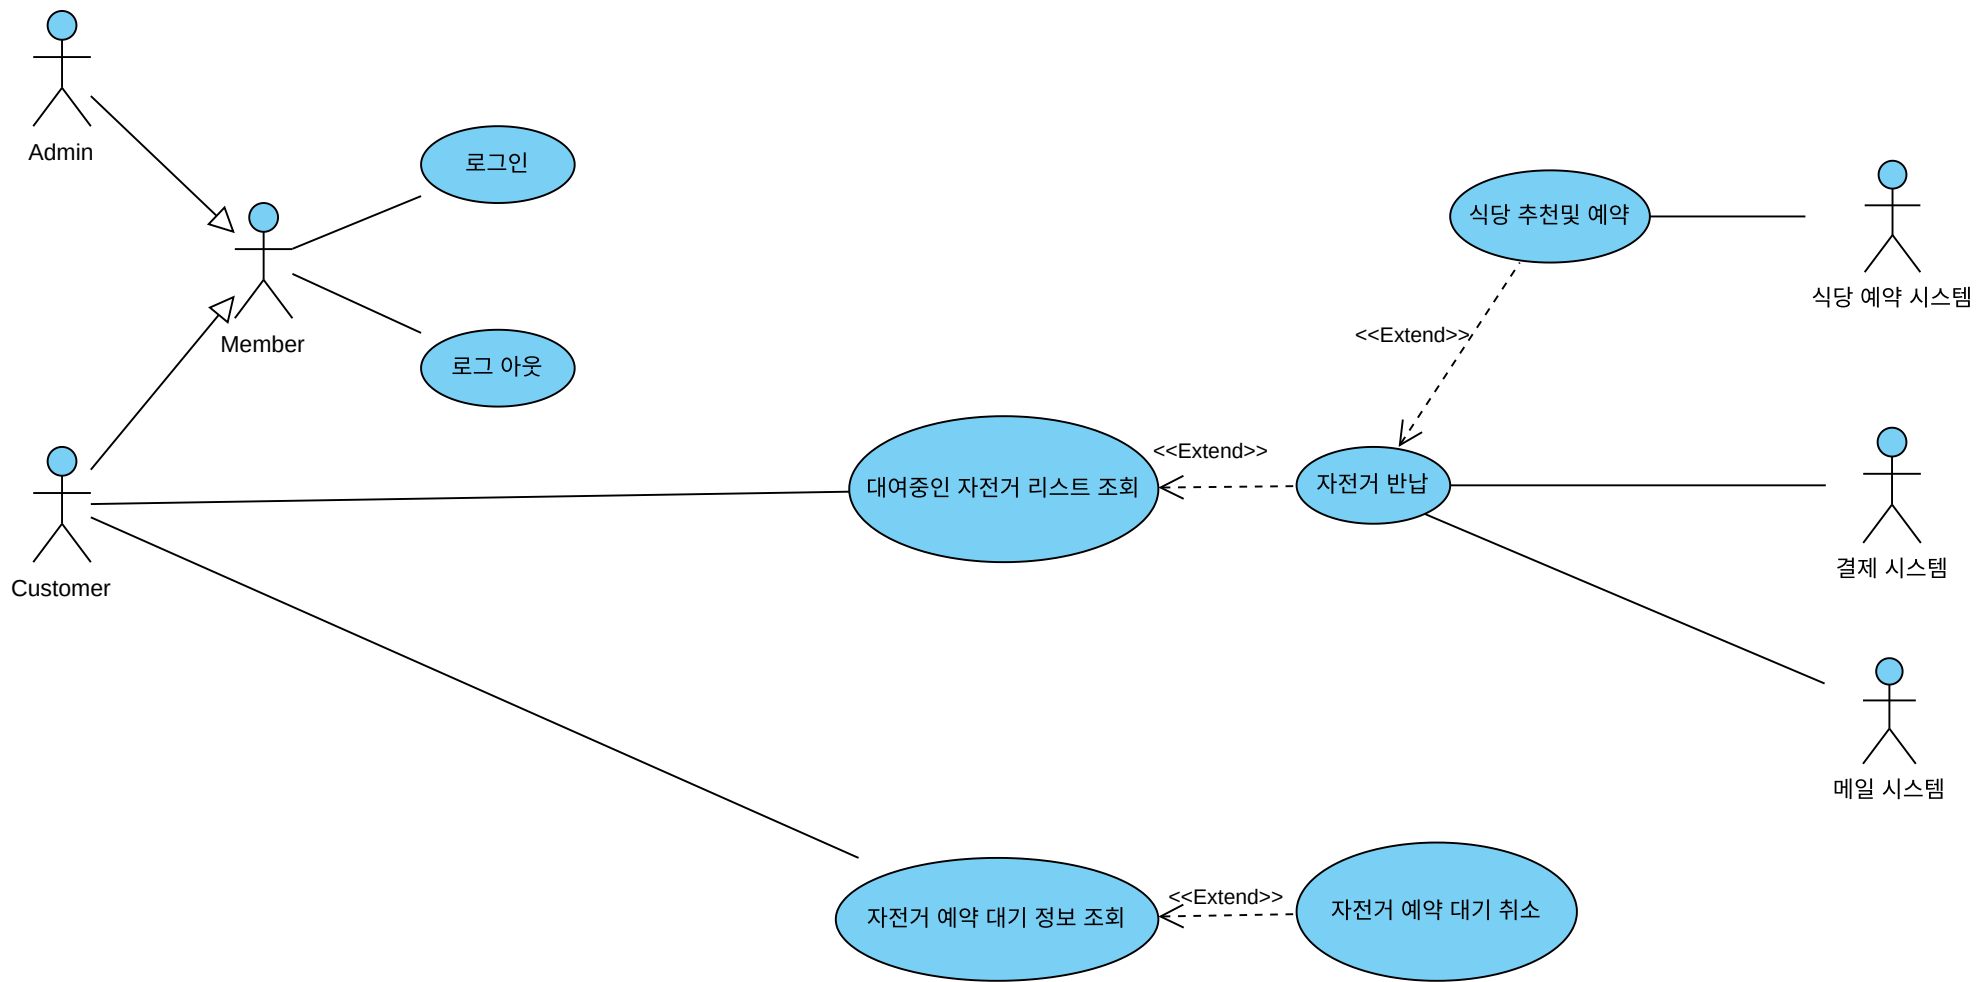 Admin
로그인
Member
로그 아웃
Customer
식당 추천및 예약
식당 예약 시스템
<<Extend>>
대여중인 자전거 리스트 조회
<<Extend>>
자전거 반납
결제 시스템
메일 시스템
자전거 예약 대기 정보 조회
<<Extend>>
자전거 예약 대기 취소